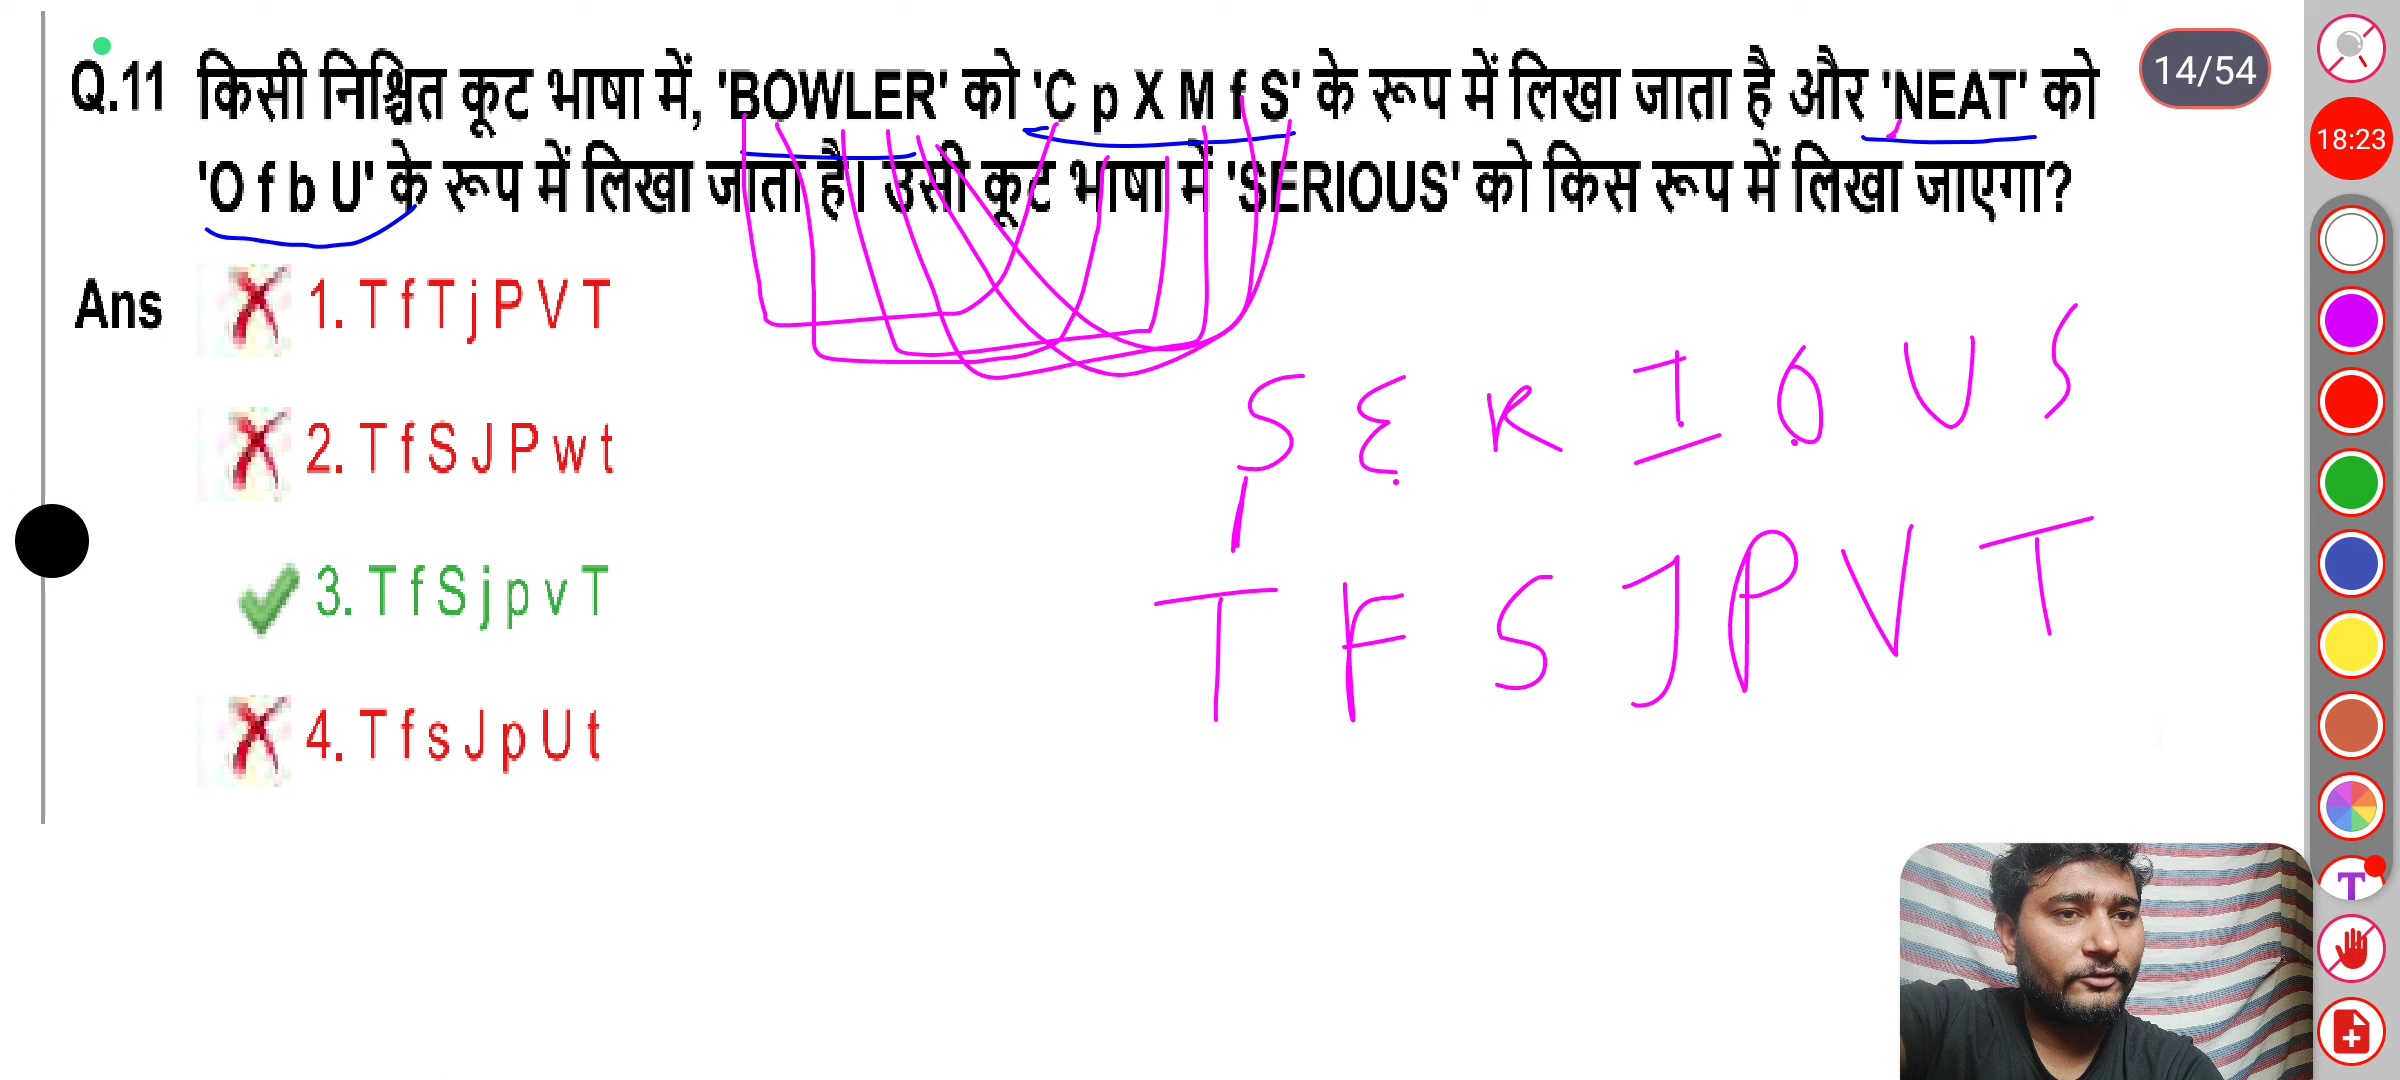 Q.11 किसी निश्चित कूट भाषा में, 'BOWLER' को 'C p X M f S' के रूप में लिखा जाता है और 'NEAT' को
'O f b U' के रूप में लिखा जाता है। उसी कूट भाषा में 'SERIOUS' को किस रूप में लिखा जाएगा?
14/54
18:23
Ans 1. T f T j P V T
2. T f S J P w t
3. T f S j p v T
4. T f s J p U t
S E R I O U S
T F S J P V T
T